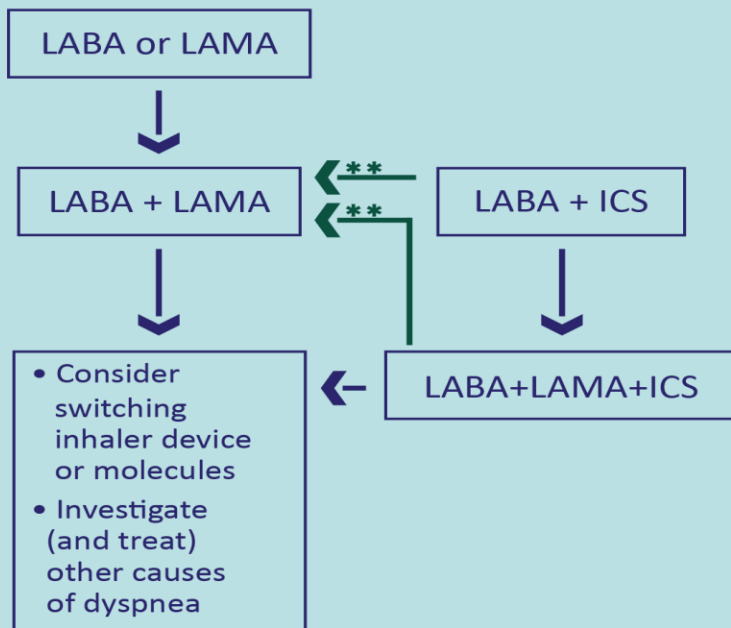 LABA or LAMA
LABA + LAMA
**
**
LABA + ICS
• Consider
switching
inhaler device
or molecules
• Investigate
(and treat)
other causes
of dyspnea
LABA+LAMA+ICS